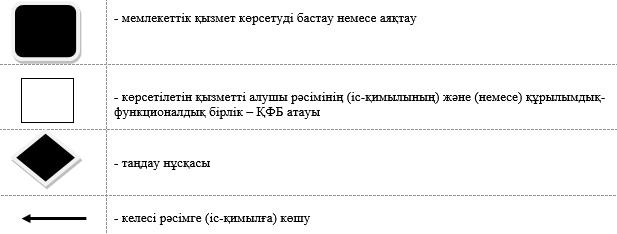 - мемлекеттік қызмет көрсетуді бастау немесе аяқтау
- көрсетілетін қызметті алушы рәсімінің (іс-қимылының) және (немесе) құрылымдық-
функционалдық бірлік – ҚФБ атауы
- таңдау нұсқасы
- келесі рәсімге (іс-қимылға) көшу